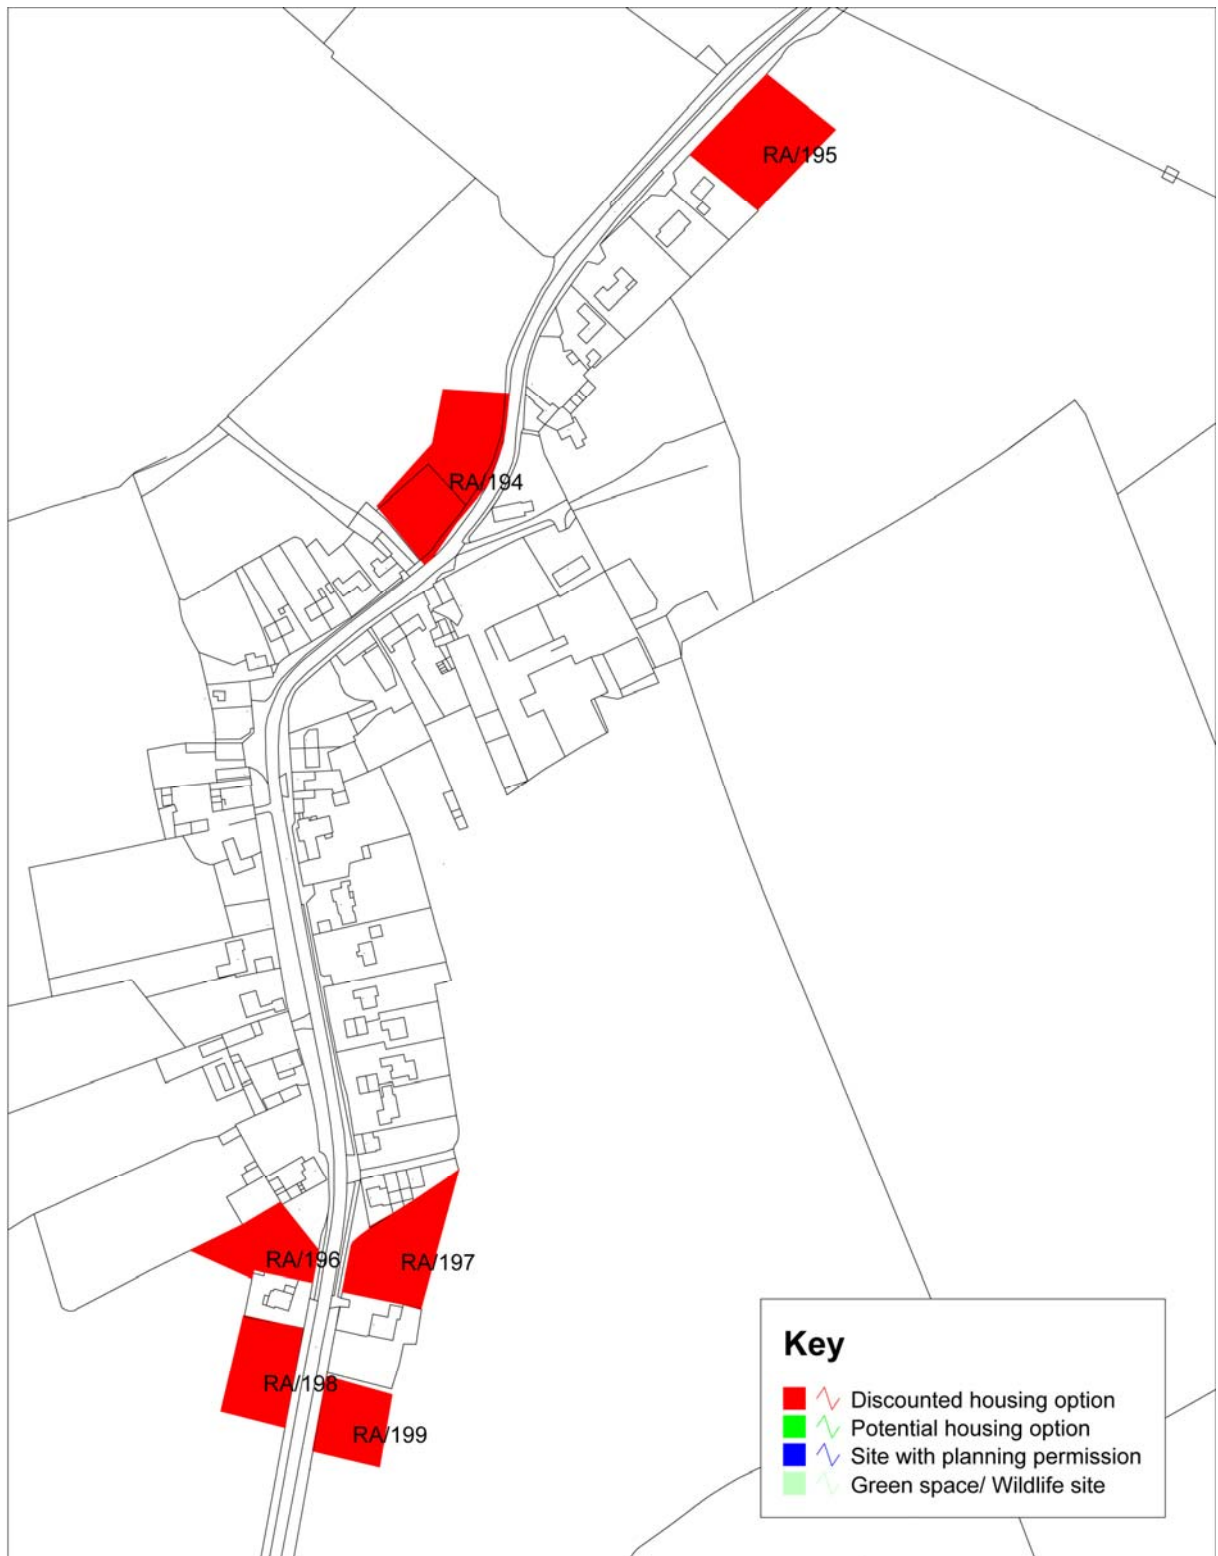 RA/195
RA/194
RA/196
RA/197
RA/198
RA/199
Key
Discounted housing option
Potential housing option
Site with planning permission
Green space/ Wildlife site